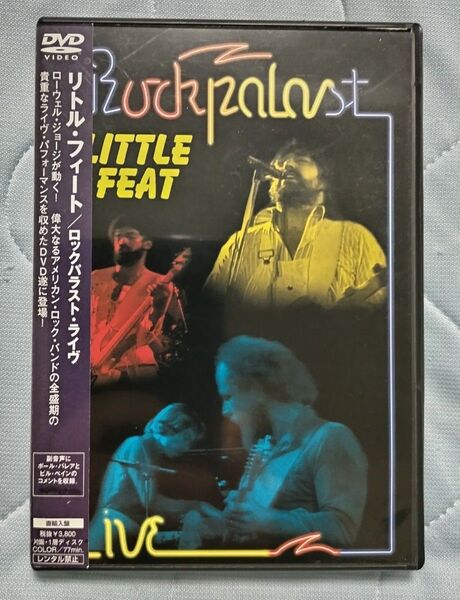 DVD
VIDEO
リトル・フィート/ロックパラスト・ライヴ
ローウェル・ジョージが動く! 偉大なるアメリカン・ロック・バンドの全盛期の
貴重なライヴ・パフォーマンスを収めたDVD遂に登場!
副音声に
ポール・バレアと
ビル・ペインの
コメントを収録。
直輸入盤
税抜¥3,800
片面・1層ディスク
COLOR/77min.
レンタル禁止
Rockpalast
LITTLE
FEAT
LIVE